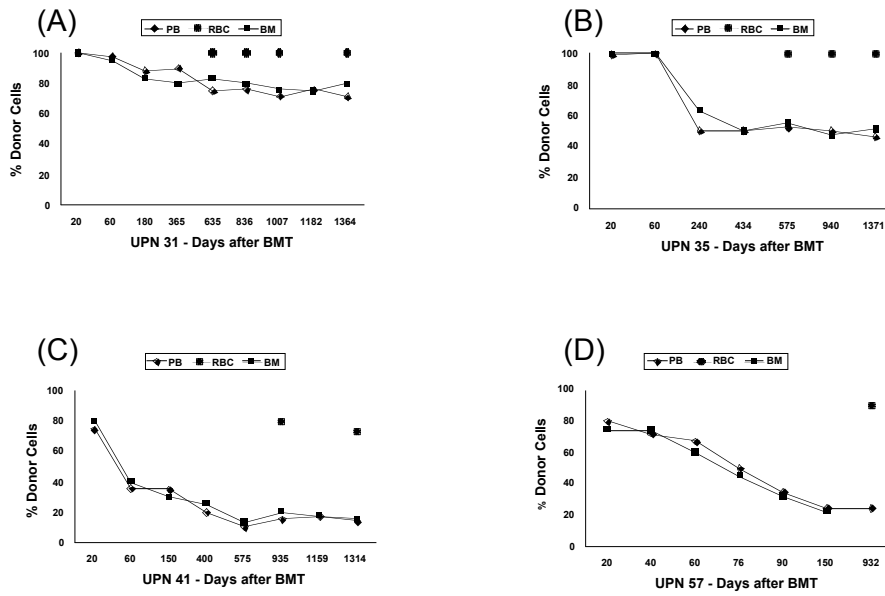 (A)
PB RBC BM
100
80
60
40
20
0
% Donor Cells
20 60 180 365 635 836 1007 1182 1364
UPN 31 - Days after BMT
(B)
PB RBC BM
100
80
60
40
20
0
% Donor Cells
20 60 240 434 575 940 1371
UPN 35 - Days after BMT
(C)
PB RBC BM
100
80
60
40
20
0
% Donor Cells
20 60 150 400 575 935 1159 1314
UPN 41 - Days after BMT
(D)
PB RBC BM
100
80
60
40
20
0
% Donor Cells
20 40 60 76 90 150 932
UPN 57 - Days after BMT